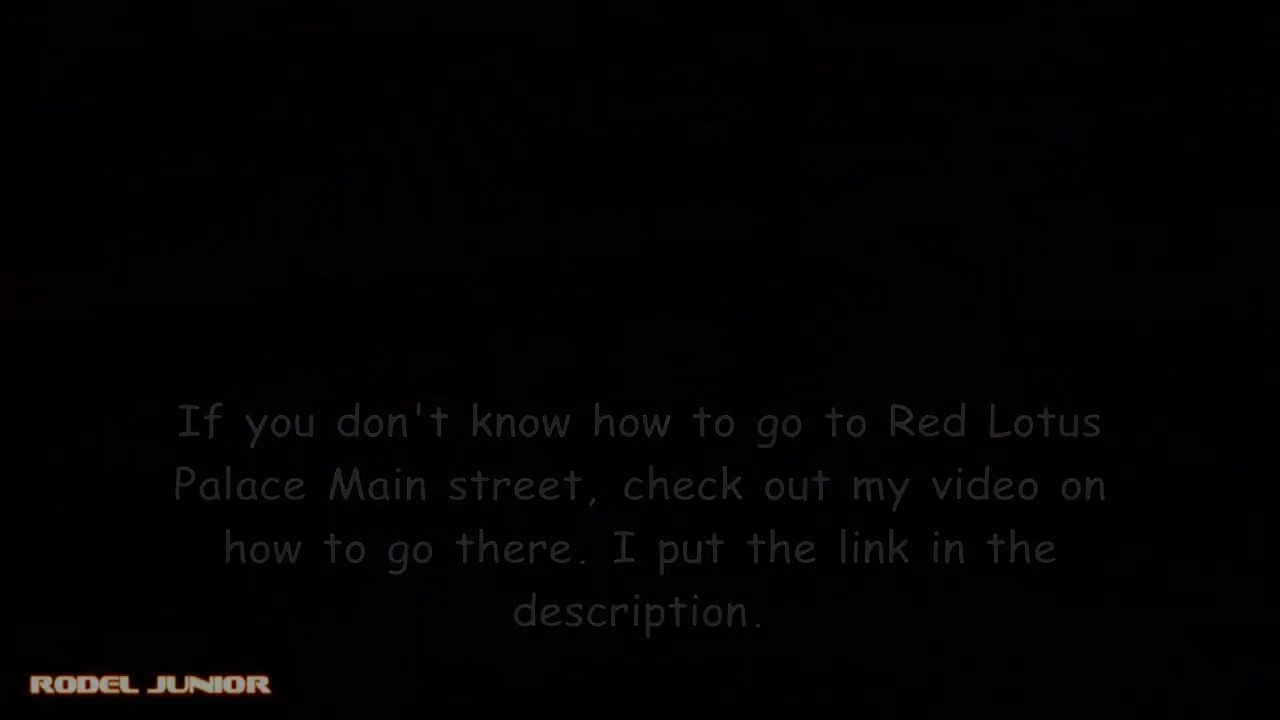 If you don't know how to go to Red Lotus
Palace Main street, check out my video on
how to go there. I put the link in the
description.
RODEL JUNIOR